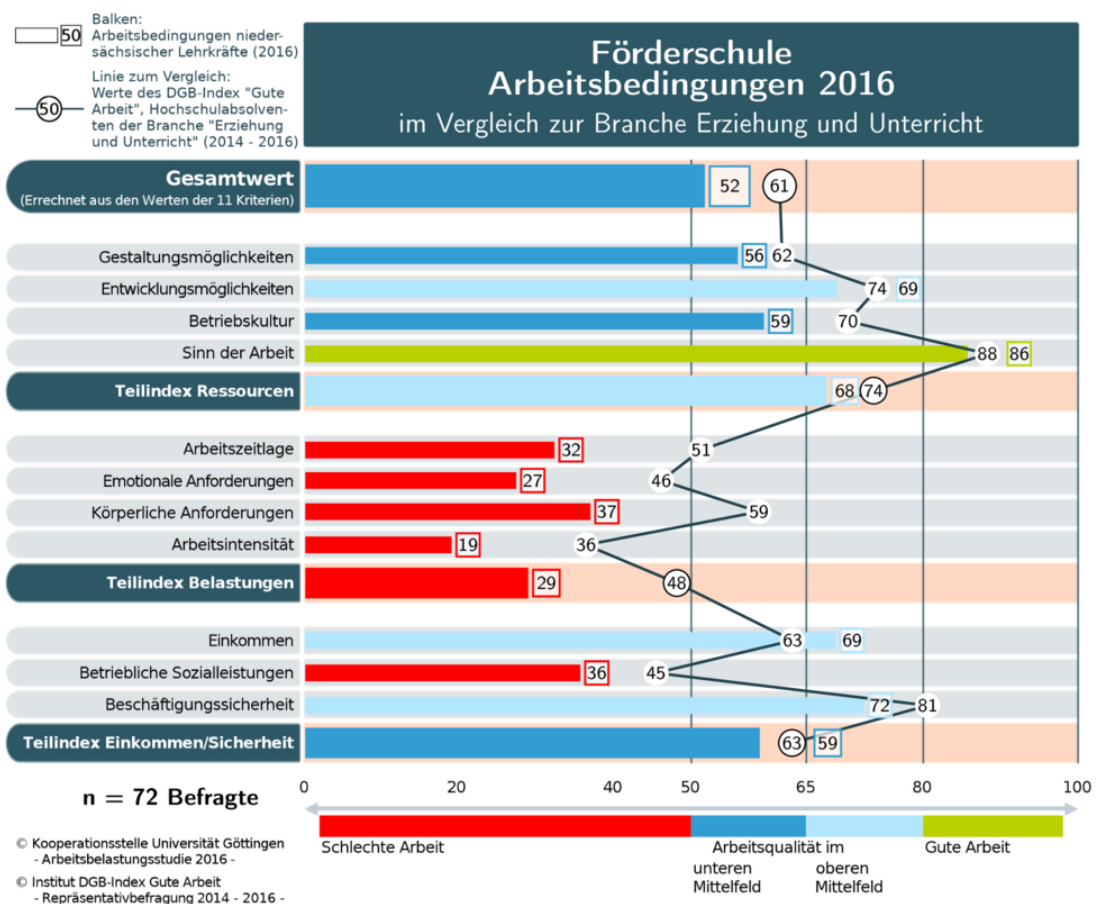 50
Balken:
Arbeitsbedingungen nieder-
sächsischer Lehrkräfte (2016)
50
Linie zum Vergleich:
Werte des DGB-Index "Gute
Arbeit", Hochschulabsolven-
ten der Branche "Erziehung
und Unterricht" (2014 - 2016)
Förderschule
Arbeitsbedingungen 2016
im Vergleich zur Branche Erziehung und Unterricht
Gesamtwert 52 61
(Errechnet aus den Werten der 11 Kriterien)
Gestaltungsmöglichkeiten 56 62
Entwicklungsmöglichkeiten 74 69
Betriebskultur 59 70
Sinn der Arbeit 88 86
Teilindex Ressourcen 68 74
Arbeitszeitlage 32 51
Emotionale Anforderungen 27 46
Körperliche Anforderungen 37 59
Arbeitsintensität 19 36
Teilindex Belastungen 29 48
Einkommen 63 69
Betriebliche Sozialleistungen 36 45
Beschäftigungssicherheit 72 81
Teilindex Einkommen/Sicherheit 63 59
0 20 40 50 65 80 100
n = 72 Befragte
Schlechte Arbeit
Arbeitsqualität im
unteren
Mittelfeld
oberen
Mittelfeld
Gute Arbeit
© Kooperationsstelle Universität Göttingen
- Arbeitsbelastungsstudie 2016 -
© Institut DGB-Index Gute Arbeit
- Repräsentativbefragung 2014 - 2016 -